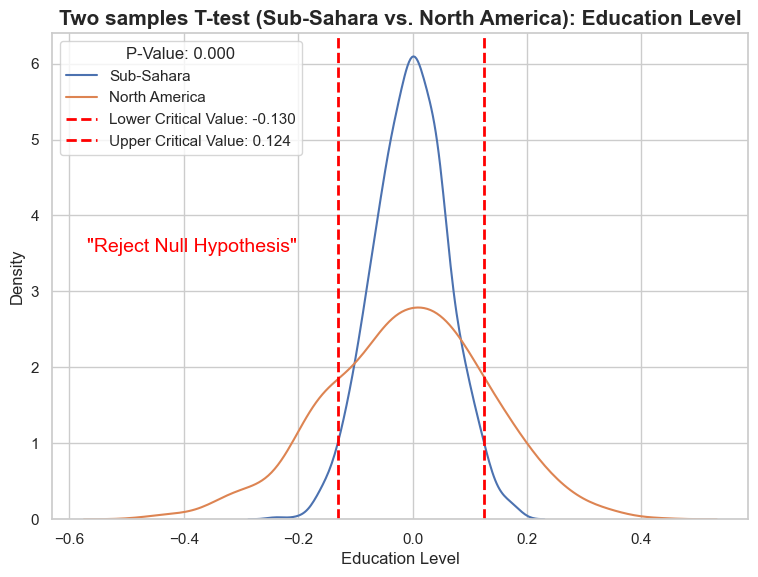 Two samples T-test (Sub-Sahara vs. North America): Education Level
P-Value: 0.000
Sub-Sahara
North America
Lower Critical Value: -0.130
Upper Critical Value: 0.124
"Reject Null Hypothesis"
Density
6
5
4
3
2
1
0
−0.6 −0.4 −0.2 0.0 0.2 0.4
Education Level